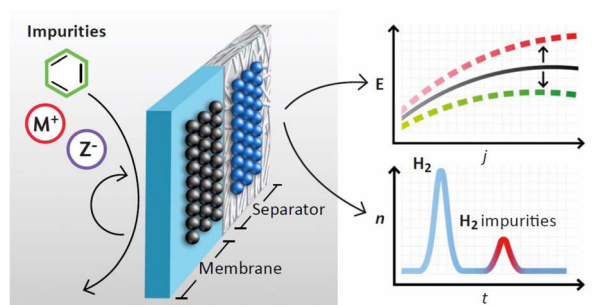 Impurities
M⁺
Z⁻
Separator
Membrane
E
j
H₂
n
H₂ impurities
t